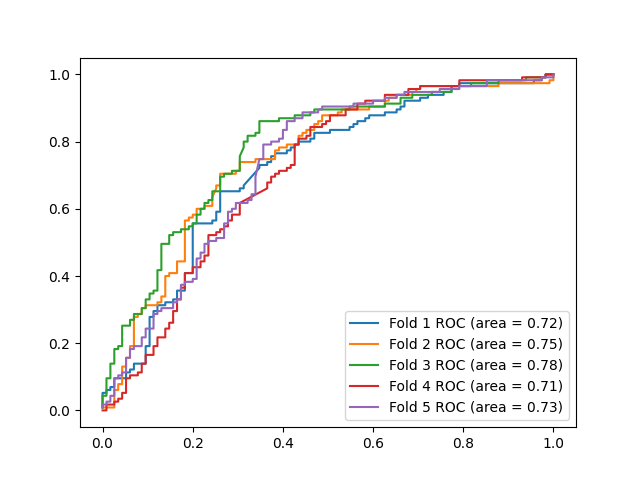 1.0
0.8
0.6
0.4
0.2
0.0
Fold 1 ROC (area = 0.72)
Fold 2 ROC (area = 0.75)
Fold 3 ROC (area = 0.78)
Fold 4 ROC (area = 0.71)
Fold 5 ROC (area = 0.73)
0.0 0.2 0.4 0.6 0.8 1.0